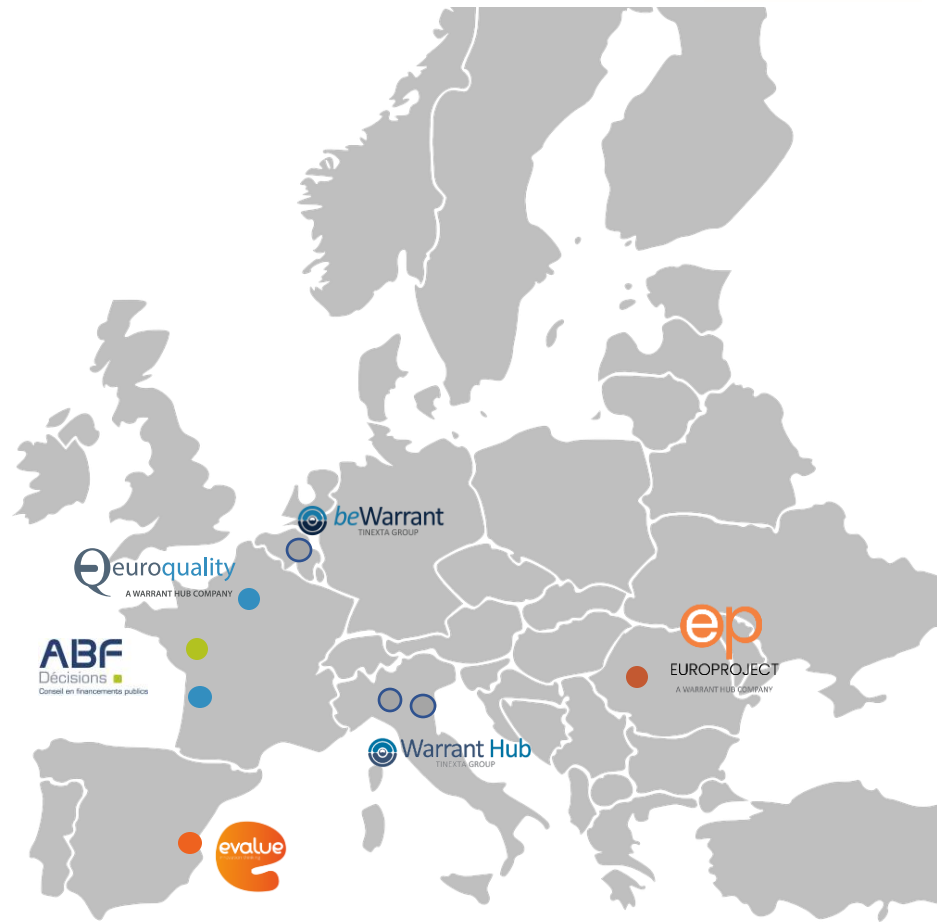 beWarrant
TINEXTA GROUP
euroquality
A WARRANT HUB COMPANY
ep
EUROPROJECT
A WARRANT HUB COMPANY
ABF
Décisions
Conseil en financements publics
Warrant Hub
TINEXTA GROUP
evalue